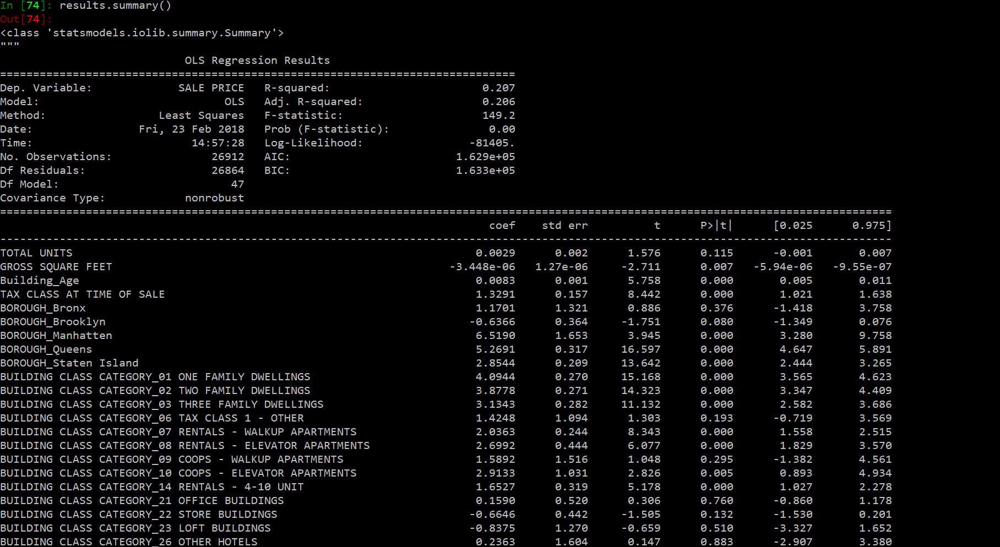 In [74]: results.summary()
Out[74]:
<class 'statsmodels.iolib.summary.Summary'>
"""
OLS Regression Results
==============================================================================
Dep. Variable: SALE PRICE R-squared: 0.207
Model: OLS Adj. R-squared: 0.206
Method: Least Squares F-statistic: 149.2
Date: Fri, 23 Feb 2018 Prob (F-statistic): 0.00
Time: 14:57:28 Log-Likelihood: -81405.
No. Observations: 26912 AIC: 1.629e+05
Df Residuals: 26864 BIC: 1.633e+05
Df Model: 47
Covariance Type: nonrobust
=======================================================================================================================================
coef std err t P>|t| [0.025 0.975]
---------------------------------------------------------------------------------------------------------------------------------------
TOTAL UNITS 0.0029 0.002 1.576 0.115 -0.001 0.007
GROSS SQUARE FEET -3.448e-06 1.27e-06 -2.711 0.007 -5.94e-06 -9.55e-07
Building_Age 0.0083 0.001 5.758 0.000 0.005 0.011
TAX CLASS AT TIME OF SALE 1.3291 0.157 8.442 0.000 1.021 1.638
BOROUGH_Bronx 1.1701 1.321 0.886 0.376 -1.418 3.758
BOROUGH_Brooklyn -0.6366 0.364 -1.751 0.080 -1.349 0.076
BOROUGH_Manhatten 6.5190 1.653 3.945 0.000 3.280 9.758
BOROUGH_Queens 5.2691 0.317 16.597 0.000 4.647 5.891
BOROUGH_Staten Island 2.8544 0.209 13.642 0.000 2.444 3.265
BUILDING CLASS CATEGORY_01 ONE FAMILY DWELLINGS 4.0944 0.270 15.168 0.000 3.565 4.623
BUILDING CLASS CATEGORY_02 TWO FAMILY DWELLINGS 3.8778 0.271 14.323 0.000 3.347 4.409
BUILDING CLASS CATEGORY_03 THREE FAMILY DWELLINGS 3.1343 0.282 11.132 0.000 2.582 3.686
BUILDING CLASS CATEGORY_06 TAX CLASS 1 - OTHER 1.4248 1.094 1.303 0.193 -0.719 3.569
BUILDING CLASS CATEGORY_07 RENTALS - WALKUP APARTMENTS 2.0363 0.244 8.343 0.000 1.558 2.515
BUILDING CLASS CATEGORY_08 RENTALS - ELEVATOR APARTMENTS 2.6992 0.444 6.077 0.000 1.829 3.570
BUILDING CLASS CATEGORY_09 COOPS - WALKUP APARTMENTS 1.5892 1.516 1.048 0.295 -1.382 4.561
BUILDING CLASS CATEGORY_10 COOPS - ELEVATOR APARTMENTS 2.9133 1.031 2.826 0.005 0.893 4.934
BUILDING CLASS CATEGORY_14 RENTALS - 4-10 UNIT 1.6527 0.319 5.178 0.000 1.027 2.278
BUILDING CLASS CATEGORY_21 OFFICE BUILDINGS 0.1590 0.520 0.306 0.760 -0.860 1.178
BUILDING CLASS CATEGORY_22 STORE BUILDINGS -0.6646 0.442 -1.505 0.132 -1.530 0.201
BUILDING CLASS CATEGORY_23 LOFT BUILDINGS -0.8375 1.270 -0.659 0.510 -3.327 1.652
BUILDING CLASS CATEGORY_26 OTHER HOTELS 0.2363 1.604 0.147 0.883 -2.907 3.380